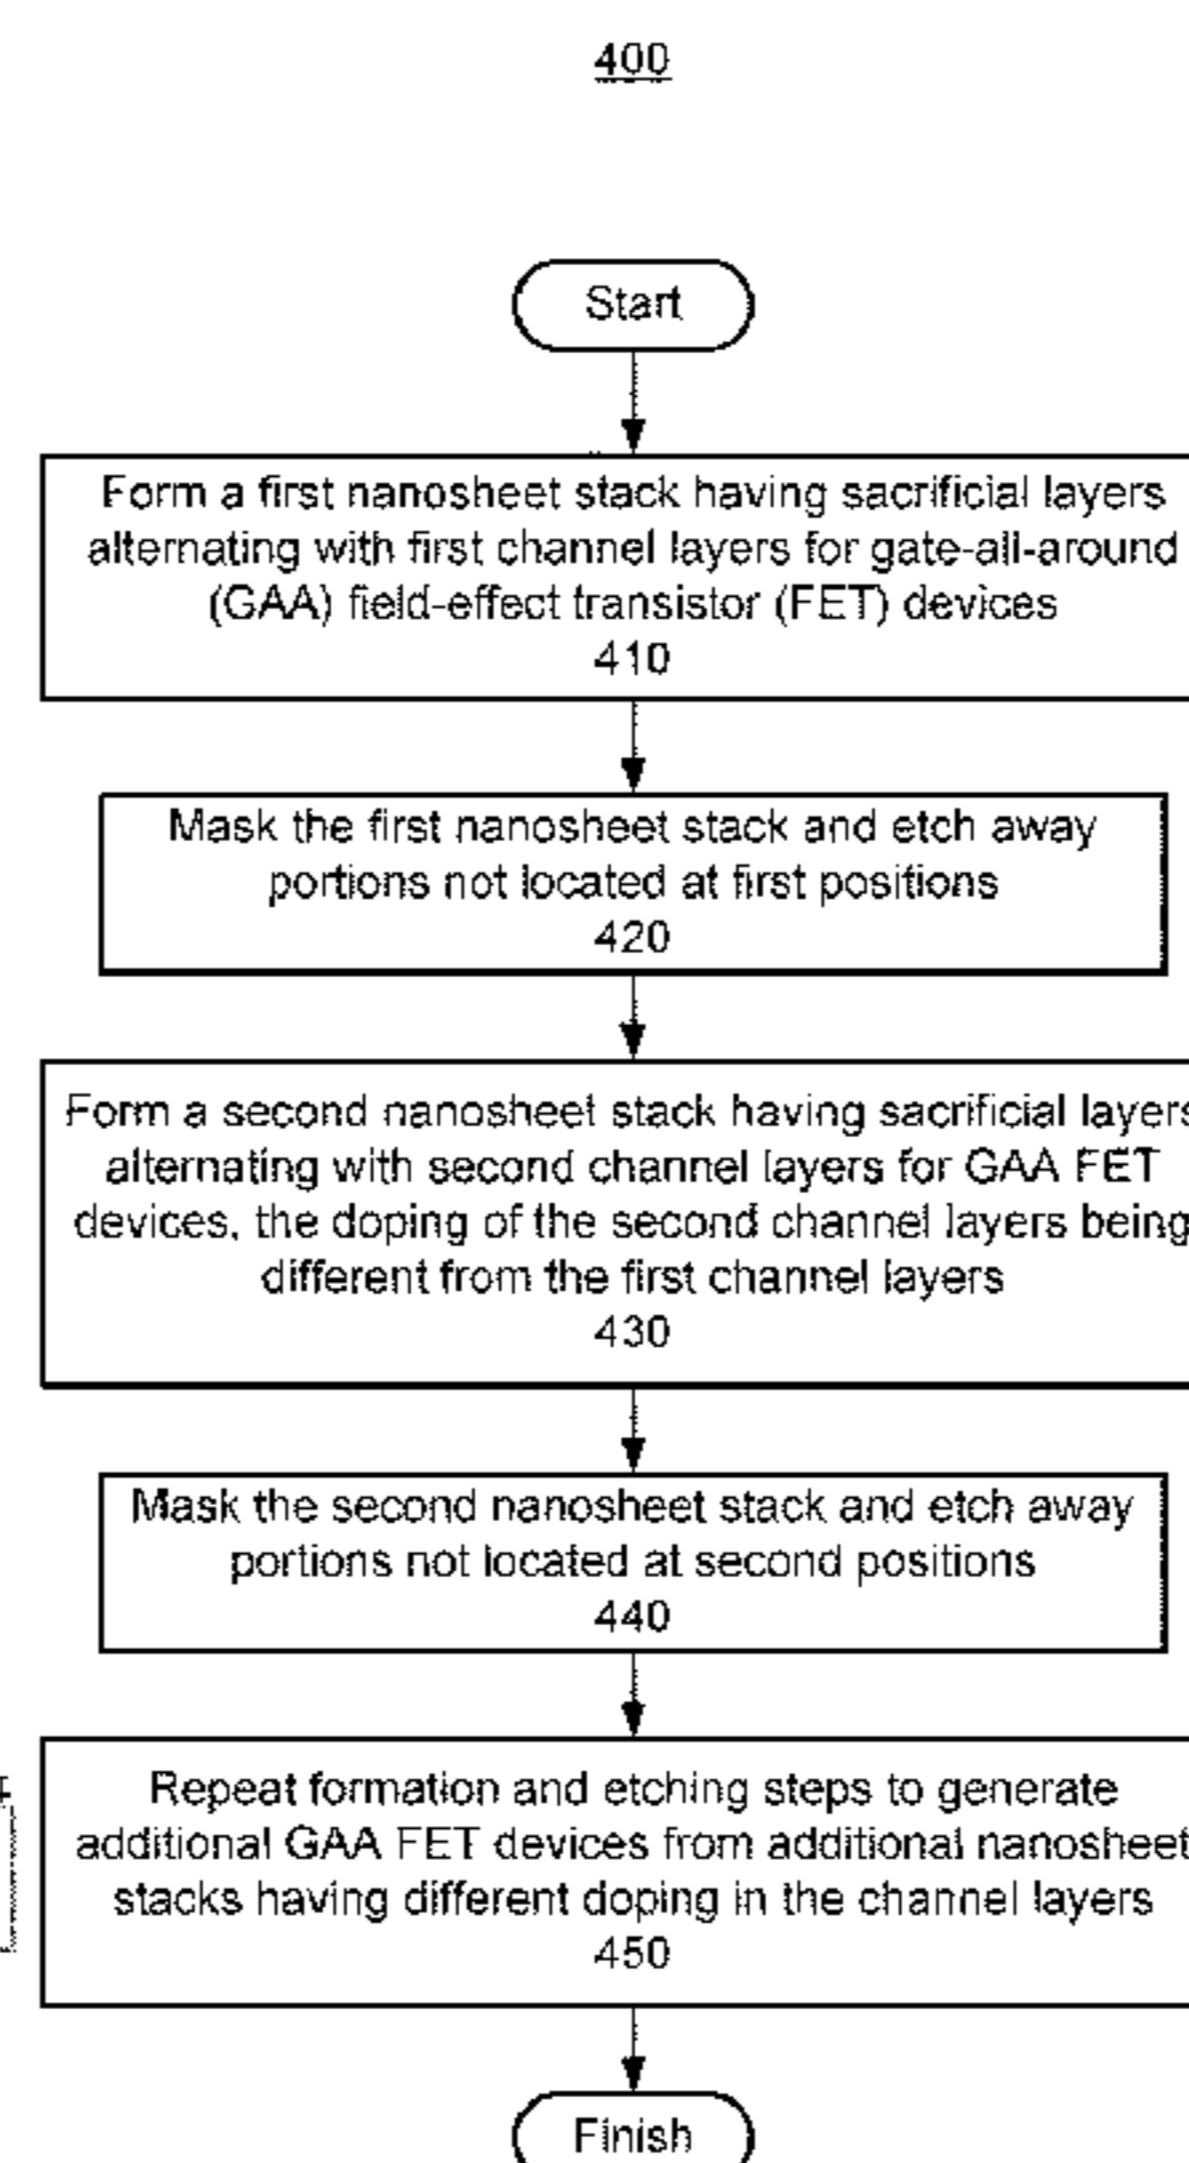 400
Start
Form a first nanosheet stack having sacrificial layers
alternating with first channel layers for gate-all-around
(GAA) field-effect transistor (FET) devices
410
Mask the first nanosheet stack and etch away
portions not located at first positions
420
Form a second nanosheet stack having sacrificial layers
alternating with second channel layers for GAA FET
devices, the doping of the second channel layers being
different from the first channel layers
430
Mask the second nanosheet stack and etch away
portions not located at second positions
440
Repeat formation and etching steps to generate
additional GAA FET devices from additional nanosheet
stacks having different doping in the channel layers
450
Finish